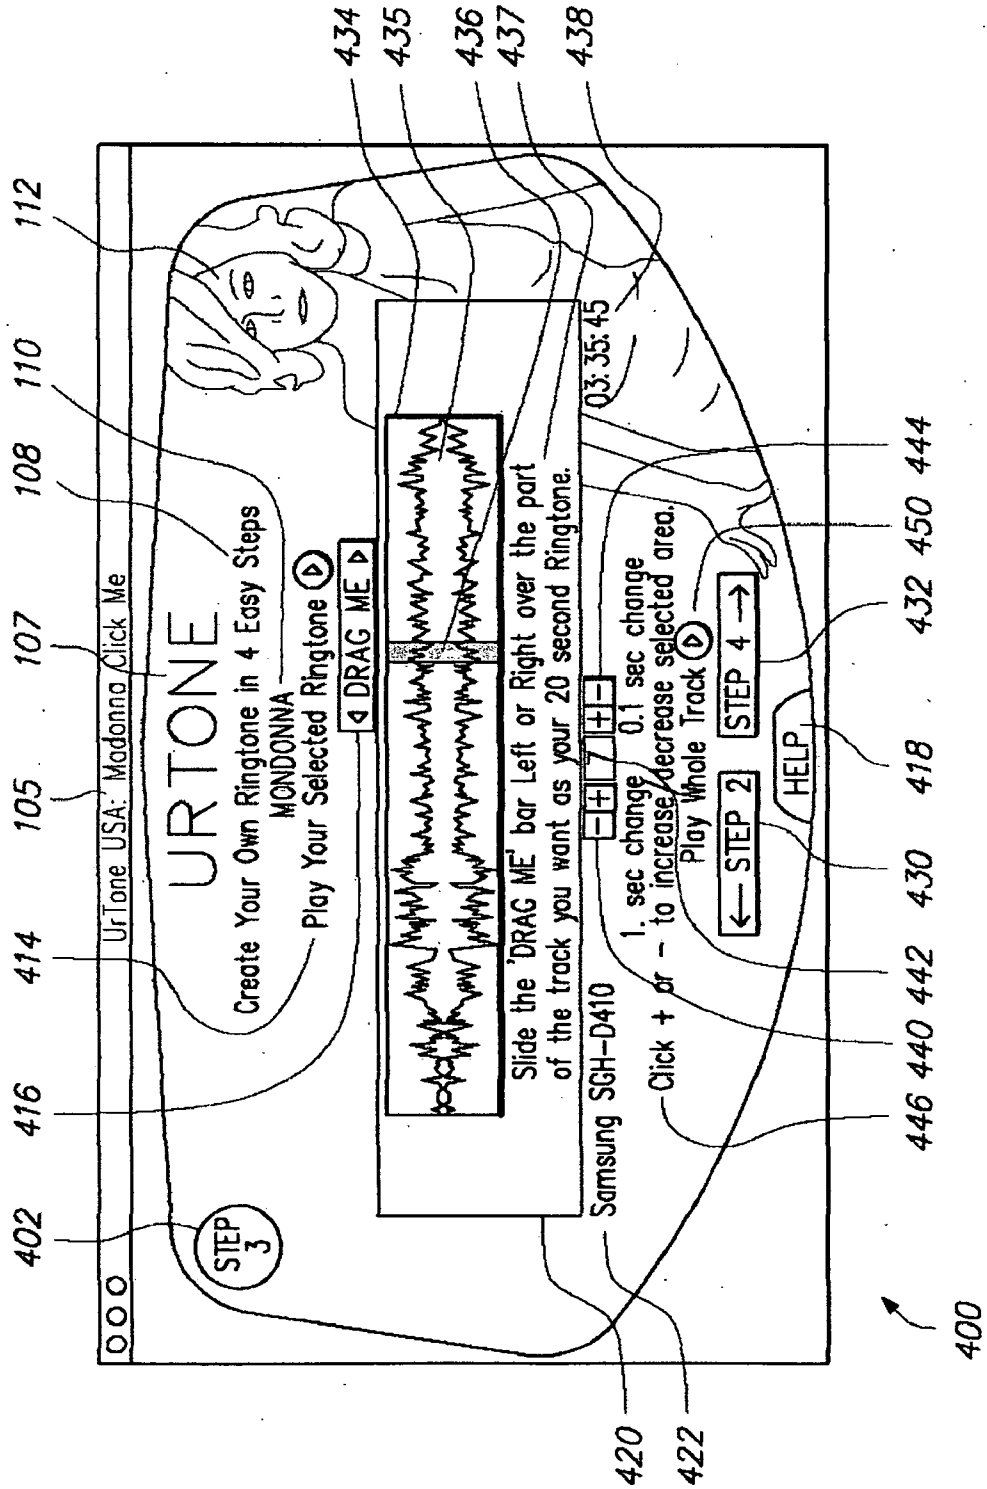 402 416 414 105 107 108 110 112
UrTone USA: Madonna Click Me
STEP
3
URTONE
Create Your Own Ringtone in 4 Easy Steps
MONDONNA
Play Your Selected Ringtone
DRAG ME
434
435
436
437
438
Slide the 'DRAG ME' bar Left or Right over the part
of the track you want as your 20 second Ringtone.
Samsung SGH-D410
- + 7 + -
03:35:45
1. sec change 0.1 sec change
Click + or - to increase/decrease selected area.
Play Whole Track
← STEP 2 STEP 4 →
HELP
420
422
400
446 440 442 430 418 432 450 444